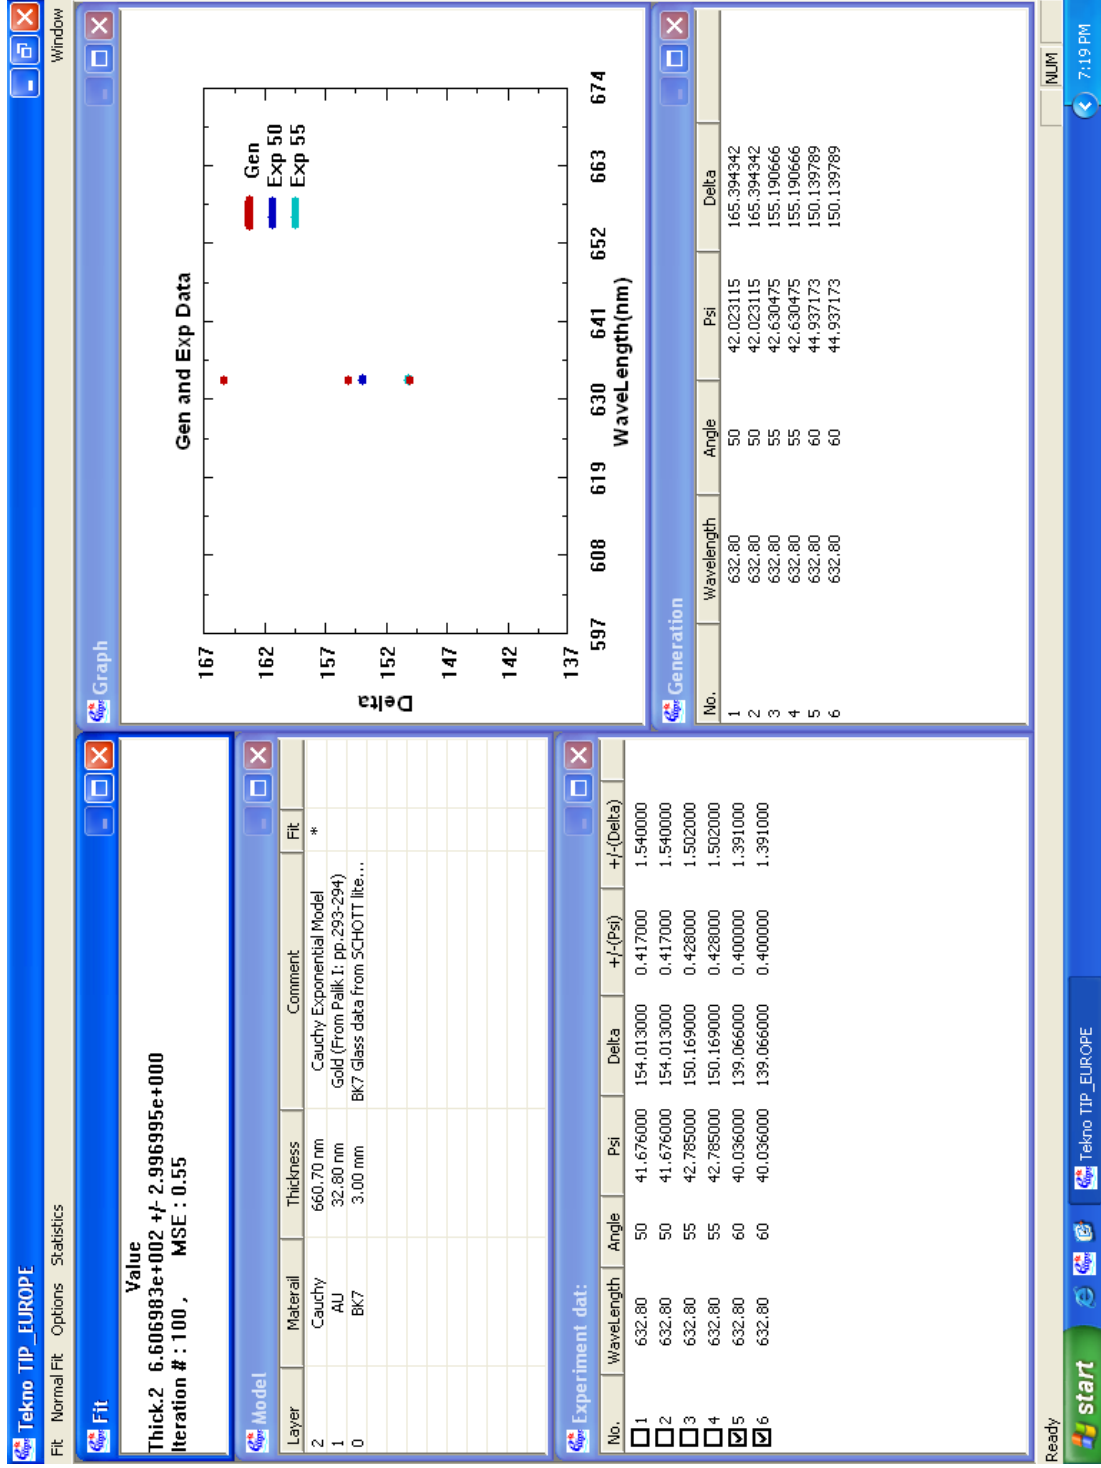 Tekno TIP_EUROPE
Fit Normal Fit Options Statistics Window
Fit
Value
Thick.2 6.606983e+002 +/- 2.996995e+000
Iteration # : 100 , MSE : 0.55
Model
Layer Materail Thickness Comment Fit
2 Cauchy 660.70 nm Cauchy Exponential Model *
1 AU 32.80 nm Gold (From Palik I: pp.293-294)
0 BK7 3.00 mm BK7 Glass data from SCHOTT lite...
Experiment dat:
No. WaveLength Angle Psi Delta +/-(Psi) +/-(Delta)
1 632.80 50 41.676000 154.013000 0.417000 1.540000
2 632.80 50 41.676000 154.013000 0.417000 1.540000
3 632.80 55 42.785000 150.169000 0.428000 1.502000
4 632.80 55 42.785000 150.169000 0.428000 1.502000
5 632.80 60 40.036000 139.066000 0.400000 1.391000
6 632.80 60 40.036000 139.066000 0.400000 1.391000
Graph
Gen and Exp Data
Gen
Exp 50
Exp 55
Delta
167
162
157
152
147
142
137
597 608 619 630 641 652 663 674
WaveLength(nm)
Generation
No. Wavelength Angle Psi Delta
1 632.80 50 42.023115 165.394342
2 632.80 50 42.023115 165.394342
3 632.80 55 42.630475 155.190666
4 632.80 55 42.630475 155.190666
5 632.80 60 44.937173 150.139789
6 632.80 60 44.937173 150.139789
Ready NUM
start Tekno TIP_EUROPE 7:19 PM